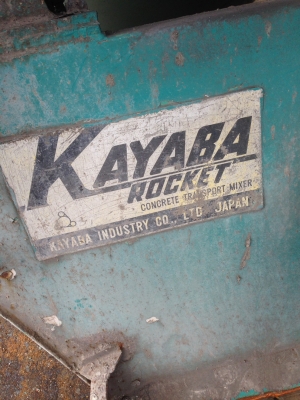 KAYABA
ROCKET
CONCRETE TRANSPORT MIXER
KAYABA INDUSTRY CO., LTD. JAPAN